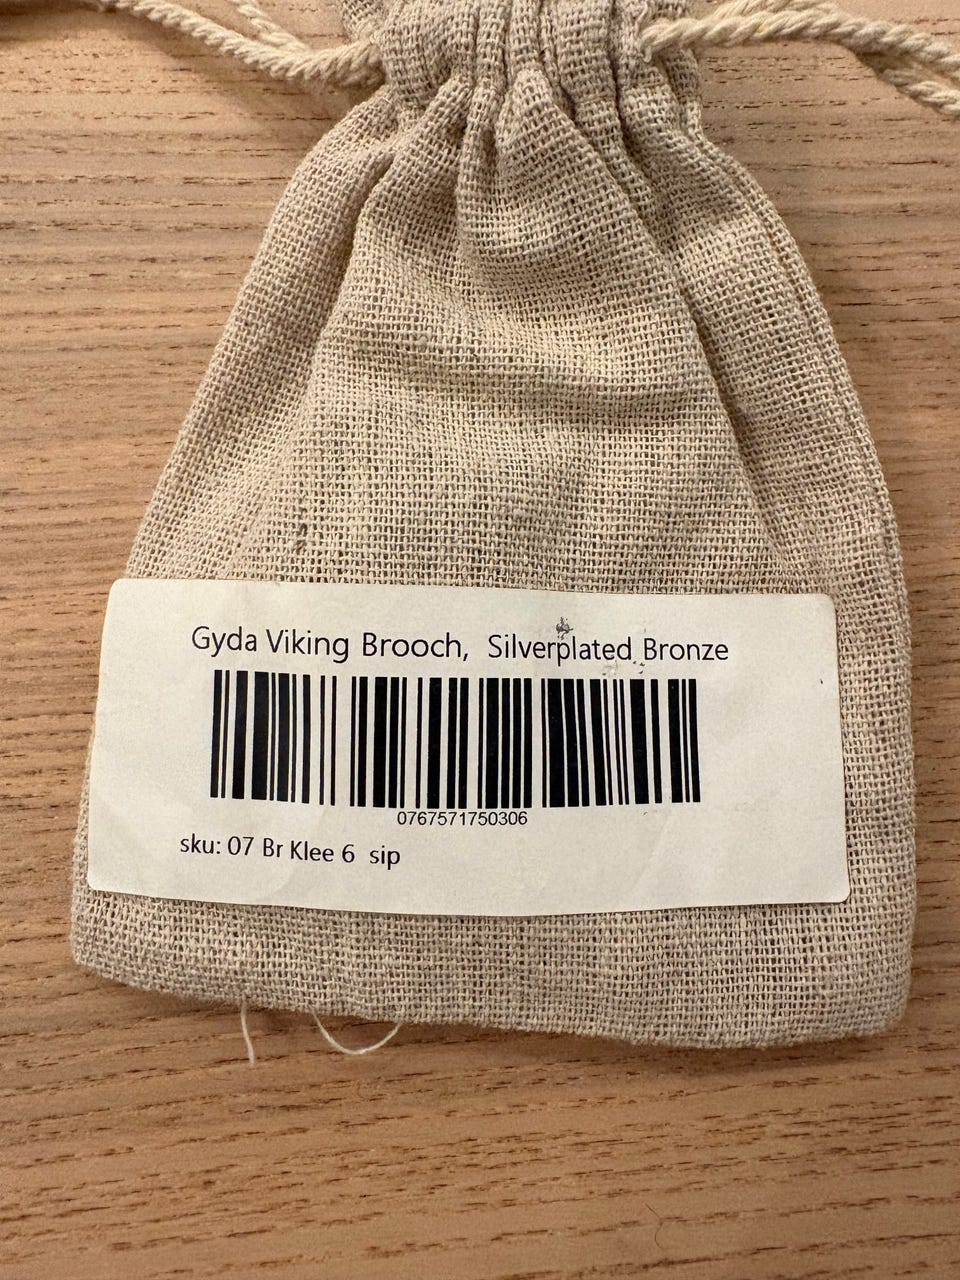 Gyda Viking Brooch, Silverplated Bronze
0767571750306
sku: 07 Br Klee 6 sip